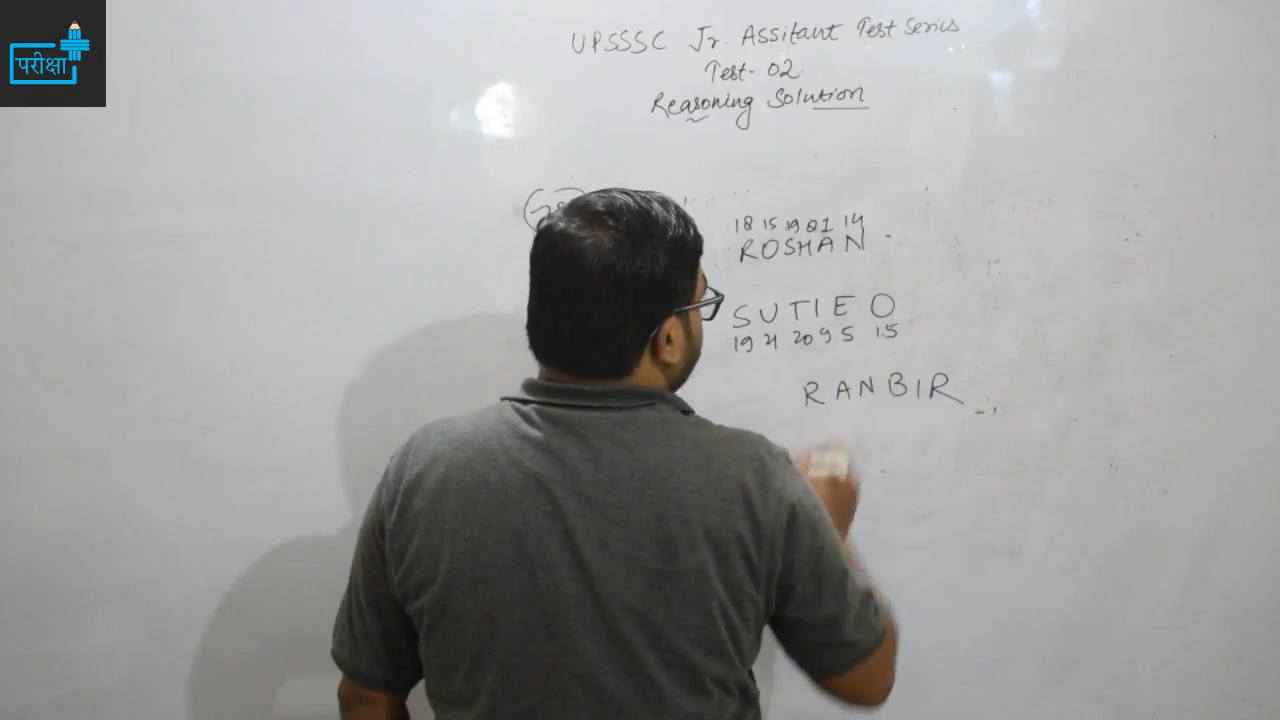 परीक्षा
UPSSSC Jr. Assitant Test Series
Test- 02
Reasoning Solution
18 15 19 8 1 14
ROSHAN
SUTIEO
19 21 20 9 5 15
RANBIR